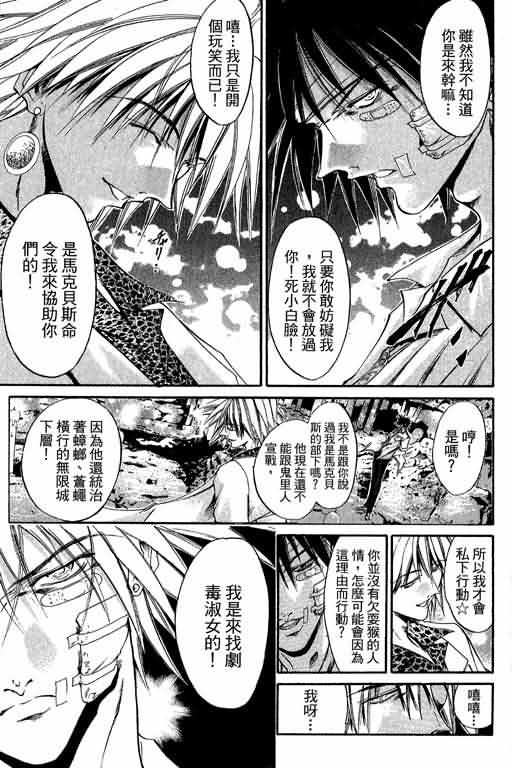 雖然我不知道
你是來幹嘛…
只要你敢妨礙我
，我就不會放過
你！死小白臉！
嘻…我只是開
個玩笑而已！
是馬克貝斯命
令我來協助你
們的！
哼！
是嗎？
我不是跟你說
過我是馬克貝
斯的部下嗎？
他現在還不
能跟鬼里人
宣戰，
因為他還統治
著蟑螂、蒼蠅
橫行的無限城
下層！
所以我才會
私下行動☆
你並沒有欠耍猴的人
情，怎麼可能會因為
這理由而行動？
嘻嘻…
我呀…
我是來找劇
毒淑女的！